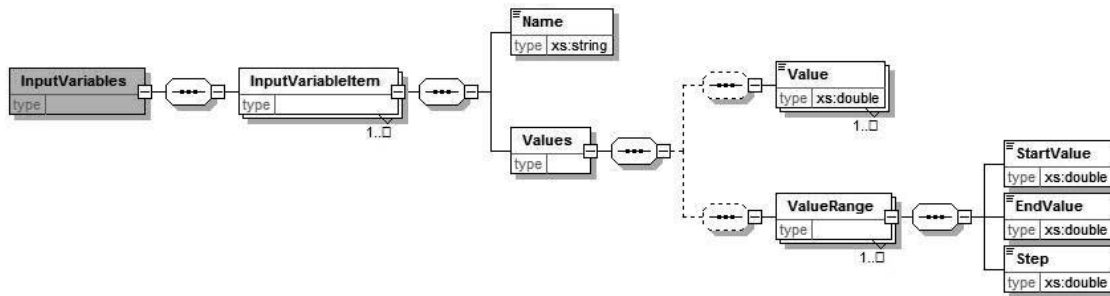 InputVariables
type
InputVariableItem
type
1..□
Name
type xs:string
Values
type
Value
type xs:double
1..□
ValueRange
type
1..□
StartValue
type xs:double
EndValue
type xs:double
Step
type xs:double